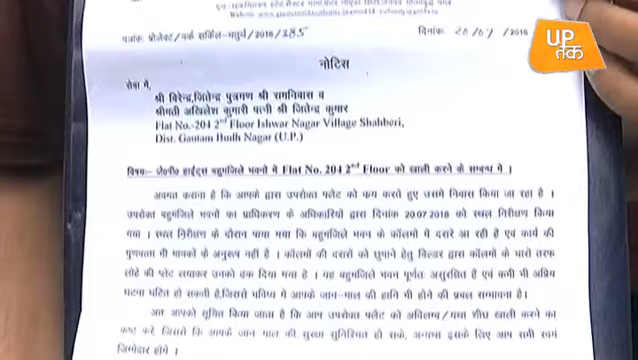 पत्रांक प्रोजेक्ट/वर्क सर्किल-चतुर्थ/2018/285 दिनांक: 20/07/2018
UP तक
नोटिस
सेवा में,
श्री विरेन्द्र,जितेन्द्र पुत्रगण श्री रामनिवास व
श्रीमती अखिलेश कुमारी पत्नी श्री जितेन्द्र कुमार
Flat No.-204 2nd Floor Ishwar Nagar Village Shahberi,
Dist. Gautam Budh Nagar (U.P.)
विषय:- जे०पी० हाईट्स बहुमंजिले भवनों में Flat No. 204 2nd Floor को खाली करने के सम्बन्ध में।
अवगत कराना है कि आपके द्वारा उपरोक्त फ्लैट को कय करते हुए उसमें निवास किया जा रहा है।
उपरोक्त बहुमंजिले भवनों का प्राधिकरण के अधिकारियों द्वारा दिनांक 20.07.2018 को स्थल निरीक्षण किया
गया। स्थल निरीक्षण के दौरान पाया गया कि बहुमंजिले भवन के कॉलमों में दरारे आ रही हैं एवं कार्य की
गुणवत्ता भी मानकों के अनुरूप नहीं है। कॉलमों की दरारों को छुपाने हेतु बिल्डर द्वारा कॉलमों के चारो तरफ
लोहे की प्लेट लगाकर उनको ढक दिया गया है। यह बहुमंजिले भवन पूर्णतः असुरक्षित हैं एवं कभी भी अप्रिय
घटना घटित हो सकती है,जिससे भविष्य में आपके जान-माल की हानि भी होने की प्रबल सम्भावना है।
अतः आपको सूचित किया जाता है कि आप उपरोक्त फ्लैट को अविलम्ब/यथा शीघ्र खाली करने का
कष्ट करें, जिससे कि आपके जान माल की सुरक्षा सुनिश्चित हो सके, अन्यथा इसके लिए आप सभी स्वयं
जिम्मेदार होंगे।